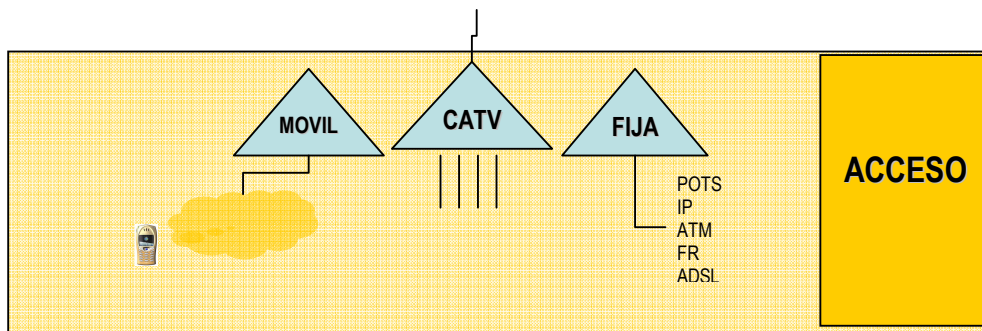 MOVIL
CATV
FIJA
ACCESO
POTS
IP
ATM
FR
ADSL